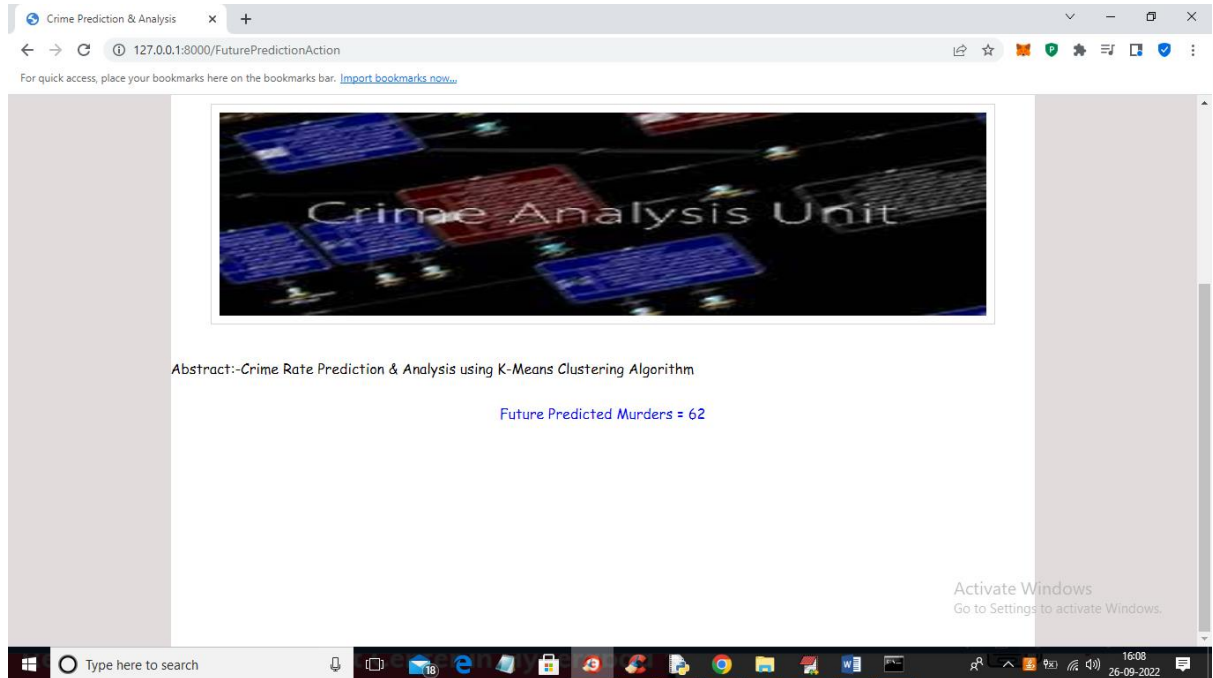 Crime Prediction & Analysis
127.0.0.1:8000/FuturePredictionAction
For quick access, place your bookmarks here on the bookmarks bar. Import bookmarks now...
Crime Analysis Unit
Abstract:-Crime Rate Prediction & Analysis using K-Means Clustering Algorithm
Future Predicted Murders = 62
Activate Windows
Go to Settings to activate Windows.
Type here to search
18
16:08
26-09-2022